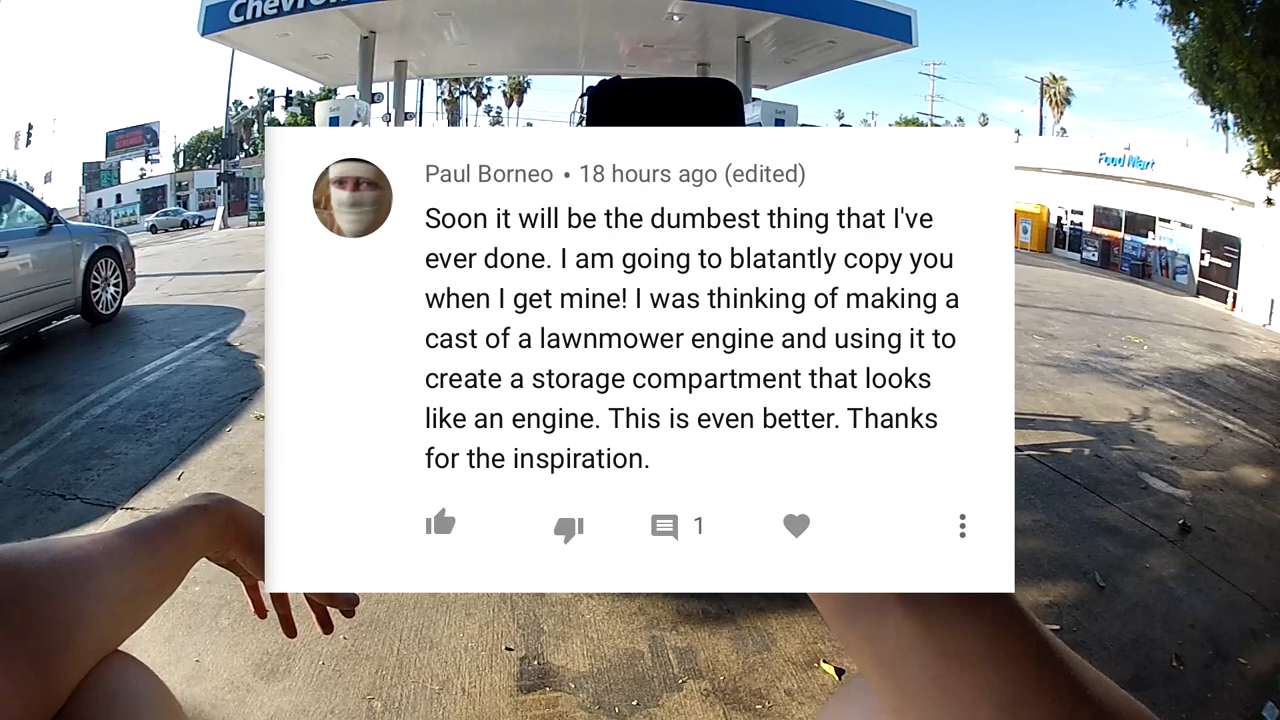 Chevron
Food Mart
Paul Borneo • 18 hours ago (edited)
Soon it will be the dumbest thing that I've
ever done. I am going to blatantly copy you
when I get mine! I was thinking of making a
cast of a lawnmower engine and using it to
create a storage compartment that looks
like an engine. This is even better. Thanks
for the inspiration.
1